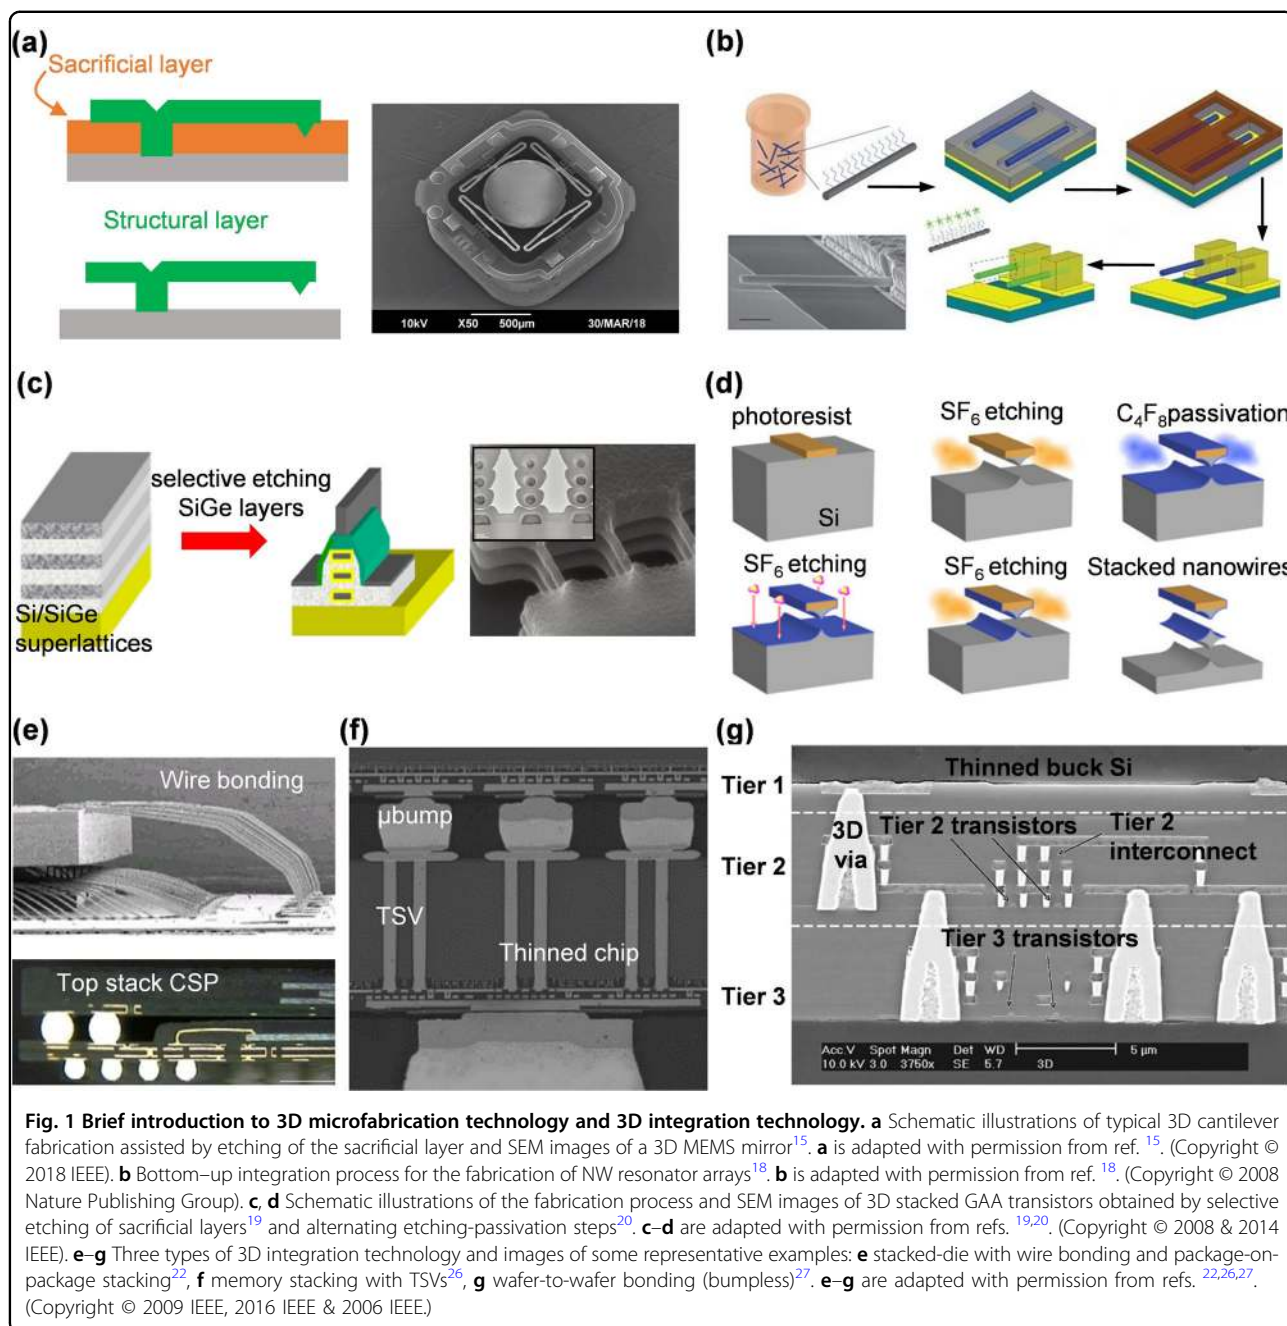 (a)
Sacrificial layer
Structural layer
10kV X50 500μm 30/MAR/18
(b)
(c)
selective etching
SiGe layers
Si/SiGe
superlattices
(d)
photoresist
Si
SF6 etching
C4F8 passivation
SF6 etching
SF6 etching
Stacked nanowires
(e)
Wire bonding
Top stack CSP
(f)
μbump
TSV
Thinned chip
(g)
Tier 1
Tier 2
Tier 3
Thinned buck Si
3D
via
Tier 2 transistors
Tier 2
interconnect
Tier 3 transistors
Acc.V Spot Magn Det WD 5 μm
10.0 kV 3.0 3750x SE 5.7 3D
Fig. 1 Brief introduction to 3D microfabrication technology and 3D integration technology. a Schematic illustrations of typical 3D cantilever
fabrication assisted by etching of the sacrificial layer and SEM images of a 3D MEMS mirror15. a is adapted with permission from ref. 15. (Copyright ©
2018 IEEE). b Bottom–up integration process for the fabrication of NW resonator arrays18. b is adapted with permission from ref. 18. (Copyright © 2008
Nature Publishing Group). c, d Schematic illustrations of the fabrication process and SEM images of 3D stacked GAA transistors obtained by selective
etching of sacrificial layers19 and alternating etching-passivation steps20. c–d are adapted with permission from refs. 19,20. (Copyright © 2008 & 2014
IEEE). e–g Three types of 3D integration technology and images of some representative examples: e stacked-die with wire bonding and package-on-
package stacking22, f memory stacking with TSVs26, g wafer-to-wafer bonding (bumpless)27. e–g are adapted with permission from refs. 22,26,27.
(Copyright © 2009 IEEE, 2016 IEEE & 2006 IEEE.)